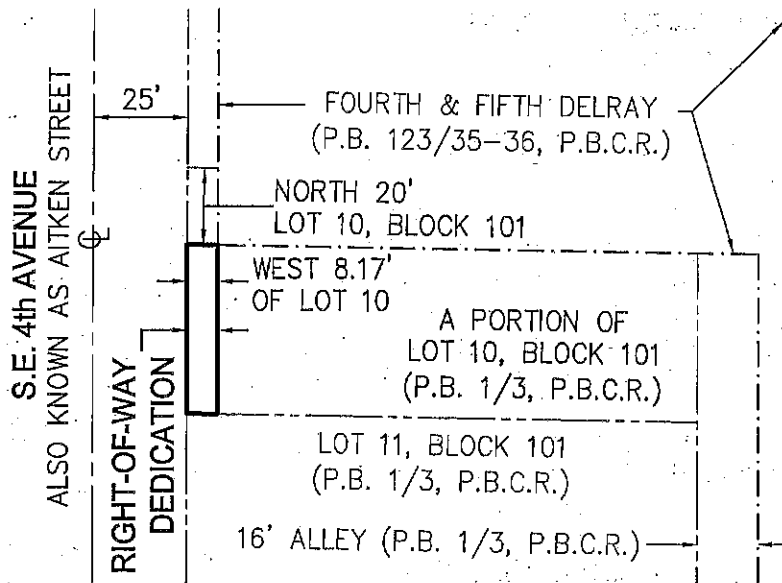 S.E. 4th AVENUE
ALSO KNOWN AS AITKEN STREET
25'
℄
FOURTH & FIFTH DELRAY
(P.B. 123/35-36, P.B.C.R.)
NORTH 20'
LOT 10, BLOCK 101
WEST 8.17'
OF LOT 10
RIGHT-OF-WAY
DEDICATION
A PORTION OF
LOT 10, BLOCK 101
(P.B. 1/3, P.B.C.R.)
LOT 11, BLOCK 101
(P.B. 1/3, P.B.C.R.)
16' ALLEY (P.B. 1/3, P.B.C.R.)